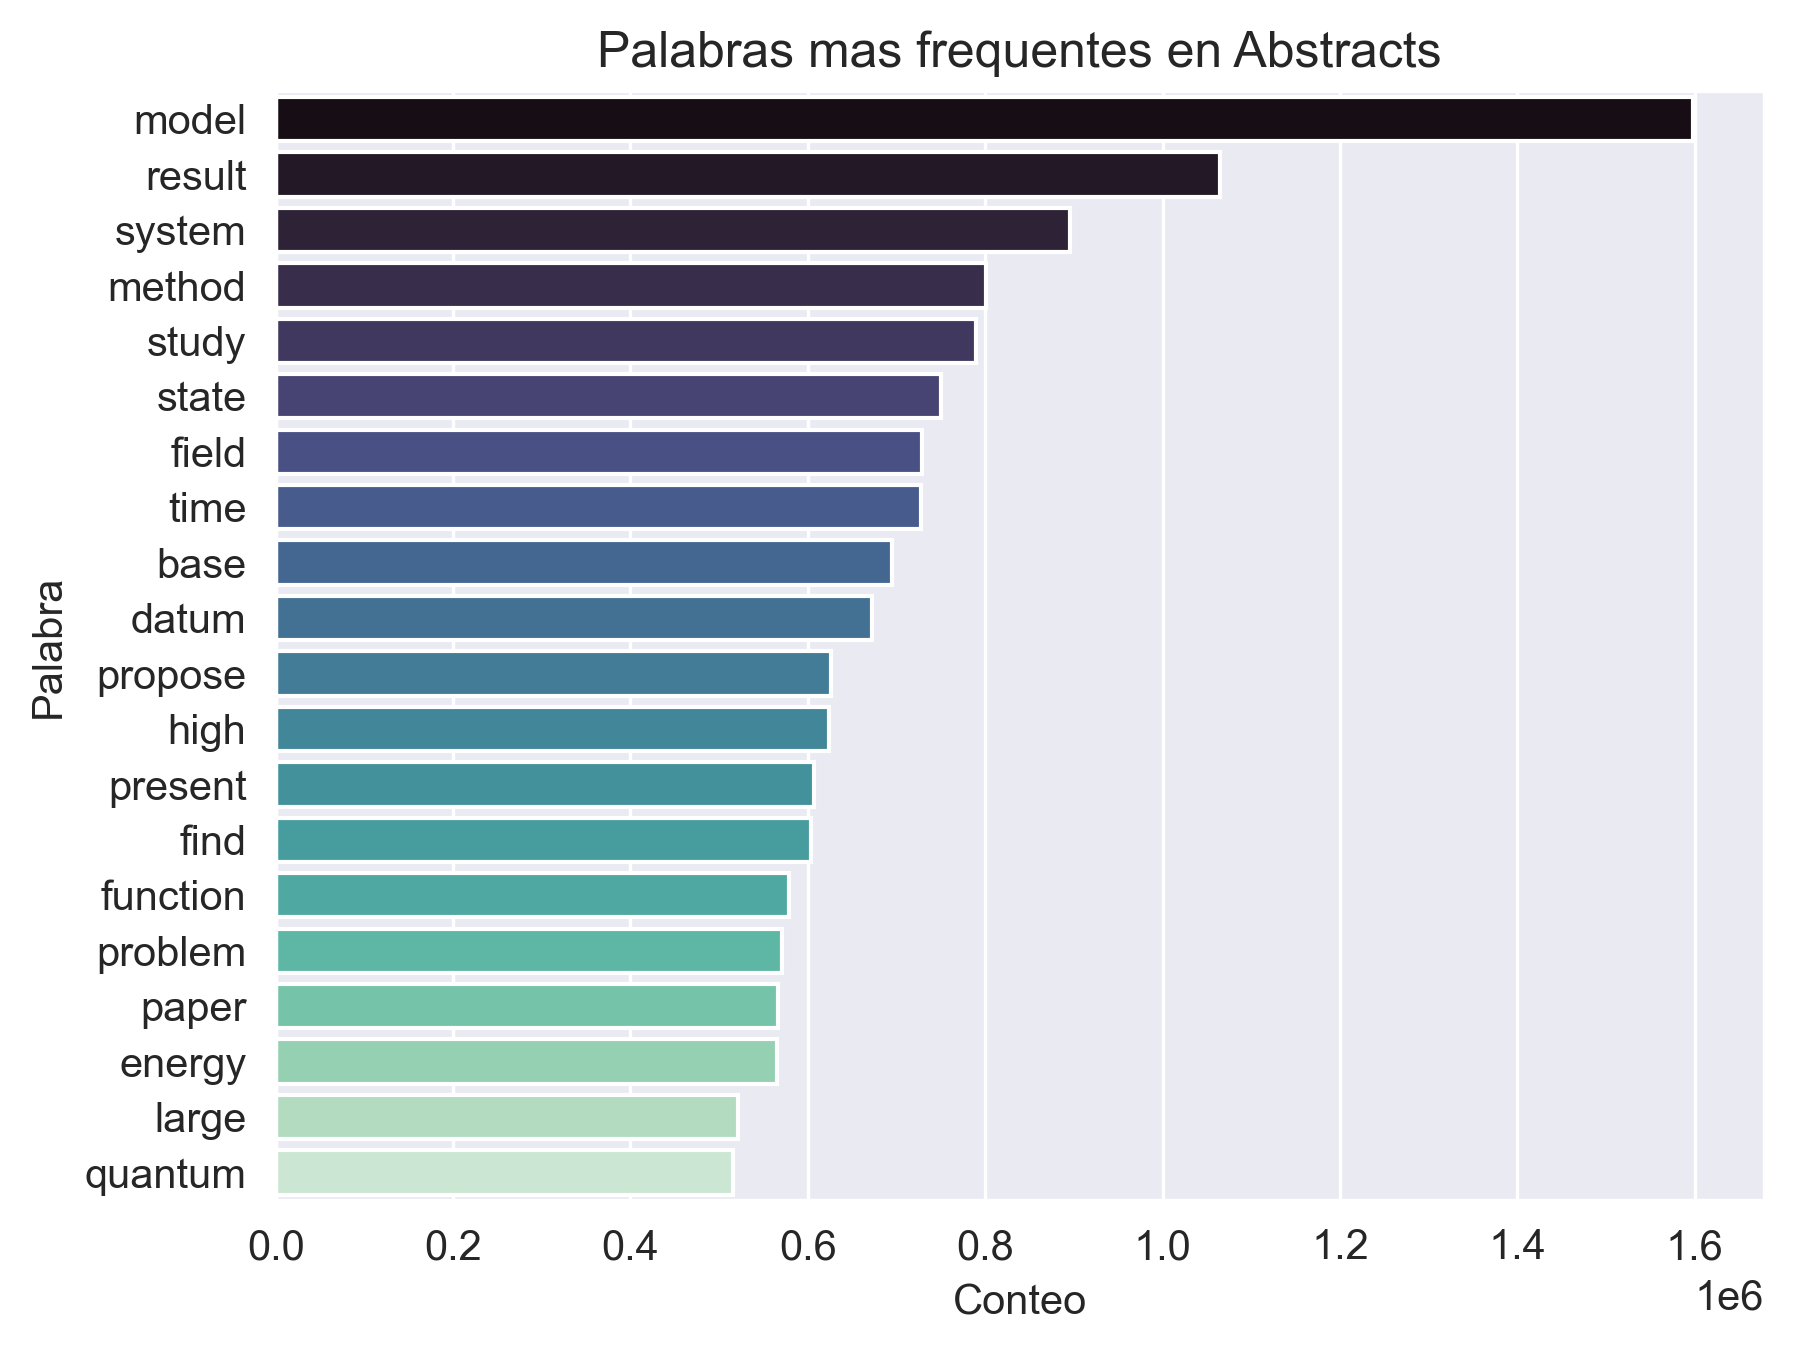 Palabras mas frequentes en Abstracts
model
result
system
method
study
state
field
time
base
datum
propose
high
present
find
function
problem
paper
energy
large
quantum
Palabra
0.0 0.2 0.4 0.6 0.8 1.0 1.2 1.4 1.6
Conteo
1e6